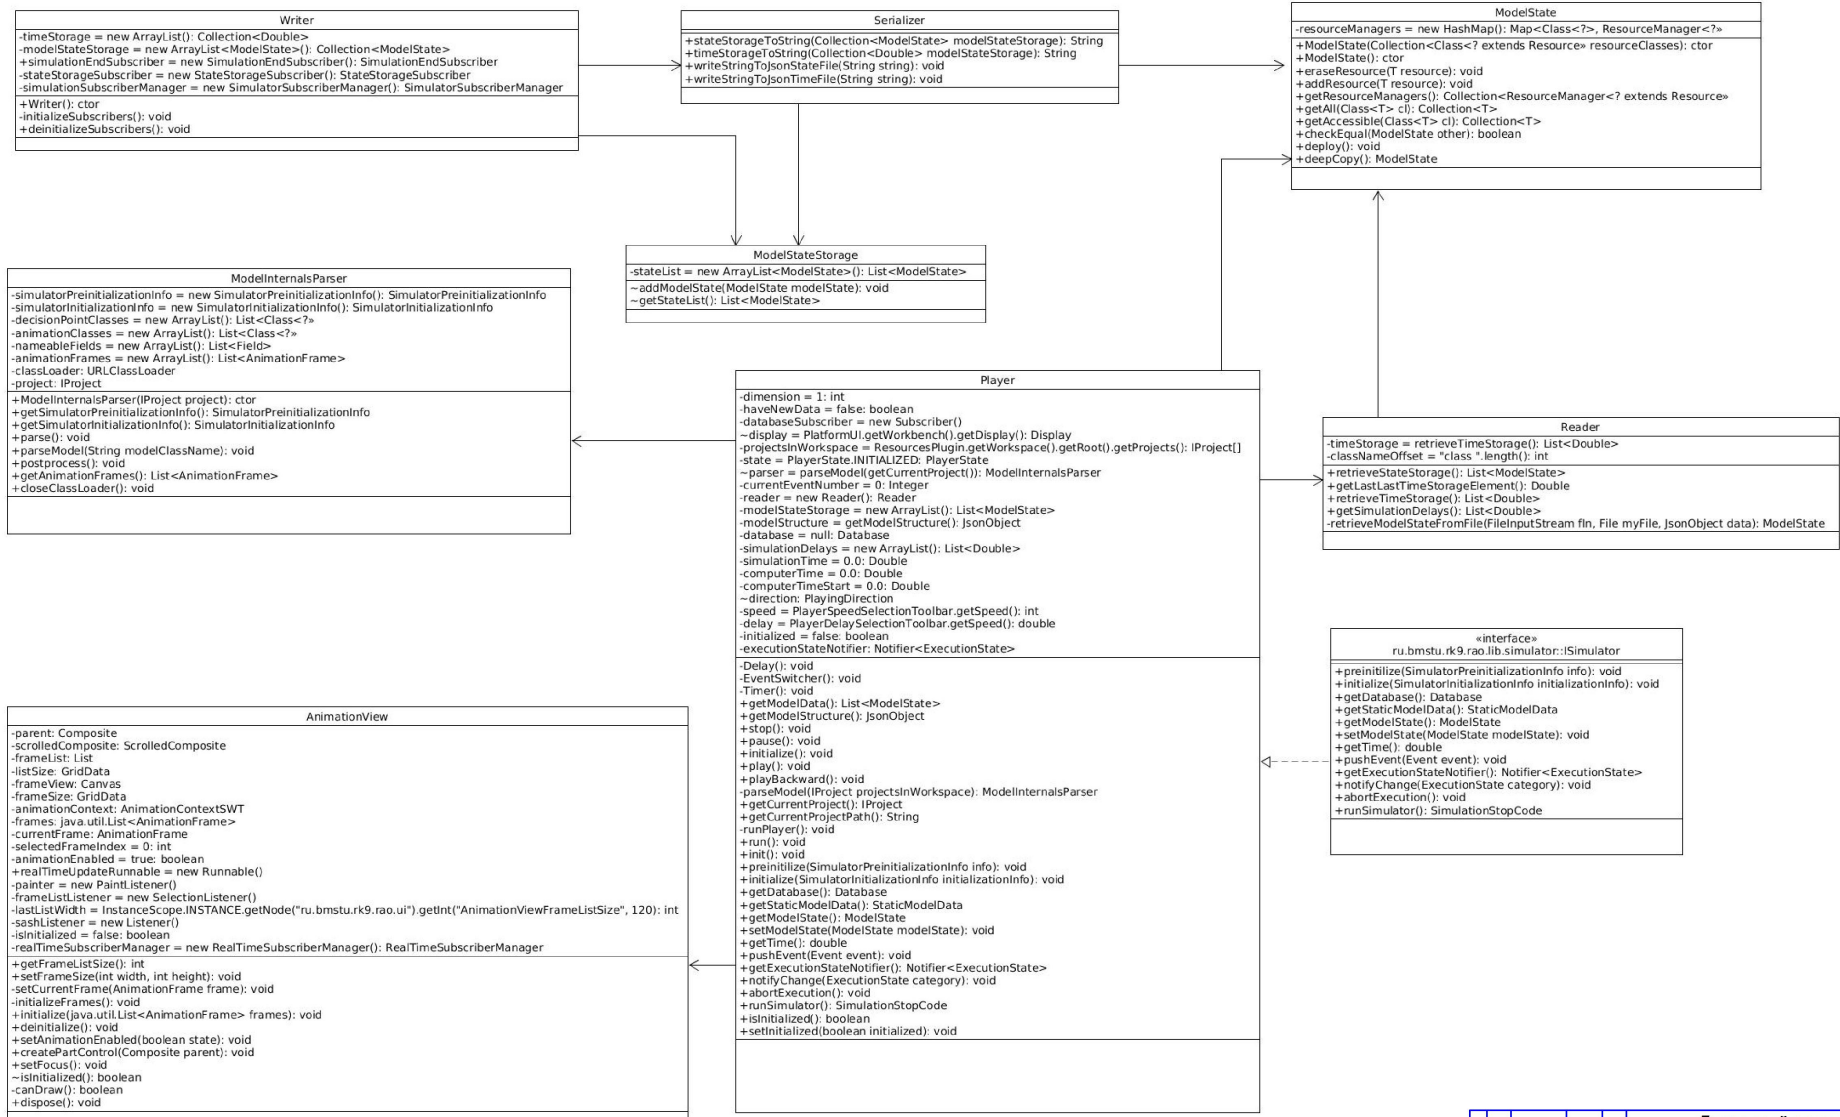 Writer
-timeStorage = new ArrayList(): Collection<Double>
-modelStateStorage = new ArrayList<ModelState>(): Collection<ModelState>
+simulationEndSubscriber = new SimulationEndSubscriber(): SimulationEndSubscriber
-stateStorageSubscriber = new StateStorageSubscriber(): StateStorageSubscriber
-simulationSubscriberManager = new SimulatorSubscriberManager(): SimulatorSubscriberManager
+Writer(): ctor
-initializeSubscribers(): void
+deinitializeSubscribers(): void
Serializer
+stateStorageToString(Collection<ModelState> modelStateStorage): String
+timeStorageToString(Collection<Double> modelStateStorage): String
+writeStringToJsonStateFile(String string): void
+writeStringToJsonTimeFile(String string): void
ModelState
-resourceManagers = new HashMap(): Map<Class<?>, ResourceManager<?»
+ModelState(Collection<Class<? extends Resource» resourceClasses): ctor
+ModelState(): ctor
+eraseResource(T resource): void
+addResource(T resource): void
+getResourceManagers(): Collection<ResourceManager<? extends Resource»
+getAll(Class<T> cl): Collection<T>
+getAccessible(Class<T> cl): Collection<T>
+checkEqual(ModelState other): boolean
+deploy(): void
+deepCopy(): ModelState
ModelStateStorage
-stateList = new ArrayList<ModelState>(): List<ModelState>
~addModelState(ModelState modelState): void
~getStateList(): List<ModelState>
ModelInternalsParser
-simulatorPreinitializationInfo = new SimulatorPreinitializationInfo(): SimulatorPreinitializationInfo
-simulatorInitializationInfo = new SimulatorInitializationInfo(): SimulatorInitializationInfo
-decisionPointClasses = new ArrayList(): List<Class<?»
-animationClasses = new ArrayList(): List<Class<?»
-nameableFields = new ArrayList(): List<Field>
-animationFrames = new ArrayList(): List<AnimationFrame>
-classLoader: URLClassLoader
-project: IProject
+ModelInternalsParser(IProject project): ctor
+getSimulatorPreinitializationInfo(): SimulatorPreinitializationInfo
+getSimulatorInitializationInfo(): SimulatorInitializationInfo
+parse(): void
+parseModel(String modelClassName): void
+postprocess(): void
+getAnimationFrames(): List<AnimationFrame>
+closeClassLoader(): void
Player
-dimension = 1: int
-haveNewData = false: boolean
-databaseSubscriber = new Subscriber()
~display = PlatformUI.getWorkbench().getDisplay(): Display
-projectsInWorkspace = ResourcesPlugin.getWorkspace().getRoot().getProjects(): IProject[]
-state = PlayerState.INITIALIZED: PlayerState
~parser = parseModel(getCurrentProject()): ModelInternalsParser
-currentEventNumber = 0: Integer
-reader = new Reader(): Reader
-modelStateStorage = new ArrayList(): List<ModelState>
-modelStructure = getModelStructure(): JsonObject
-database = null: Database
-simulationDelays = new ArrayList(): List<Double>
-simulationTime = 0.0: Double
-computerTime = 0.0: Double
-computerTimeStart = 0.0: Double
~direction: PlayingDirection
-speed = PlayerSpeedSelectionToolbar.getSpeed(): int
-delay = PlayerDelaySelectionToolbar.getSpeed(): double
-initialized = false: boolean
-executionStateNotifier: Notifier<ExecutionState>
-Delay(): void
-EventSwitcher(): void
-Timer(): void
+getModelData(): List<ModelState>
+getModelStructure(): JsonObject
+stop(): void
+pause(): void
+initialize(): void
+play(): void
+playBackward(): void
-parseModel(IProject projectsInWorkspace): ModelInternalsParser
+getCurrentProject(): IProject
+getCurrentProjectPath(): String
-runPlayer(): void
+run(): void
+init(): void
+preinitilize(SimulatorPreinitializationInfo info): void
+initialize(SimulatorInitializationInfo initializationInfo): void
+getDatabase(): Database
+getStaticModelData(): StaticModelData
+getModelState(): ModelState
+setModelState(ModelState modelState): void
+getTime(): double
+pushEvent(Event event): void
+getExecutionStateNotifier(): Notifier<ExecutionState>
+notifyChange(ExecutionState category): void
+abortExecution(): void
+runSimulator(): SimulationStopCode
+isInitialized(): boolean
+setInitialized(boolean initialized): void
Reader
-timeStorage = retrieveTimeStorage(): List<Double>
-classNameOffset = "class ".length(): int
+retrieveStateStorage(): List<ModelState>
+getLastLastTimeStorageElement(): Double
+retrieveTimeStorage(): List<Double>
+getSimulationDelays(): List<Double>
-retrieveModelStateFromFile(FileInputStream fIn, File myFile, JsonObject data): ModelState
«interface»
ru.bmstu.rk9.rao.lib.simulator::ISimulator
+preinitilize(SimulatorPreinitializationInfo info): void
+initialize(SimulatorInitializationInfo initializationInfo): void
+getDatabase(): Database
+getStaticModelData(): StaticModelData
+getModelState(): ModelState
+setModelState(ModelState modelState): void
+getTime(): double
+pushEvent(Event event): void
+getExecutionStateNotifier(): Notifier<ExecutionState>
+notifyChange(ExecutionState category): void
+abortExecution(): void
+runSimulator(): SimulationStopCode
AnimationView
-parent: Composite
-scrolledComposite: ScrolledComposite
-frameList: List
-listSize: GridData
-frameView: Canvas
-frameSize: GridData
-animationContext: AnimationContextSWT
-frames: java.util.List<AnimationFrame>
-currentFrame: AnimationFrame
-selectedFrameIndex = 0: int
-animationEnabled = true: boolean
+realTimeUpdateRunnable = new Runnable()
-painter = new PaintListener()
-frameListListener = new SelectionListener()
-lastListWidth = InstanceScope.INSTANCE.getNode("ru.bmstu.rk9.rao.ui").getInt("AnimationViewFrameListSize", 120): int
-sashListener = new Listener()
-isInitialized = false: boolean
-realTimeSubscriberManager = new RealTimeSubscriberManager(): RealTimeSubscriberManager
+getFrameListSize(): int
+setFrameSize(int width, int height): void
-setCurrentFrame(AnimationFrame frame): void
-initializeFrames(): void
+initialize(java.util.List<AnimationFrame> frames): void
+deinitialize(): void
+setAnimationEnabled(boolean state): void
+createPartControl(Composite parent): void
+setFocus(): void
~isInitialized(): boolean
-canDraw(): boolean
+dispose(): void